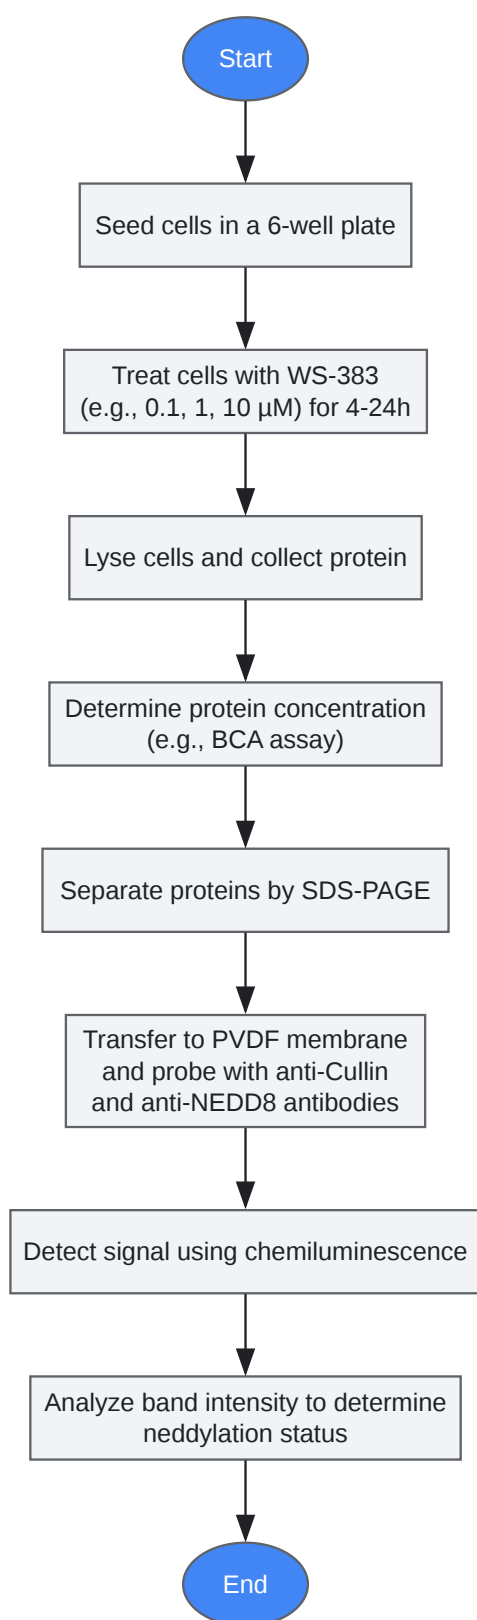 Start
Seed cells in a 6-well plate
Treat cells with WS-383
(e.g., 0.1, 1, 10 µM) for 4-24h
Lyse cells and collect protein
Determine protein concentration
(e.g., BCA assay)
Separate proteins by SDS-PAGE
Transfer to PVDF membrane
and probe with anti-Cullin
and anti-NEDD8 antibodies
Detect signal using chemiluminescence
Analyze band intensity to determine
neddylation status
End